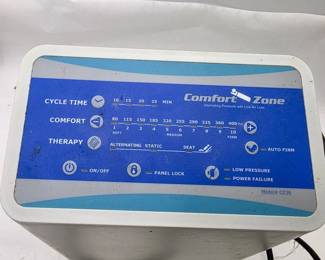 Comfort Zone
Alternating Pressure with Low Air Loss
CYCLE TIME 10 15 20 25 MIN
COMFORT 80 120 150 185 220 255 290 320 360 400
1 2 3 4 5 6 7 8 9 10
SOFT MEDIUM FIRM
THERAPY ALTERNATING STATIC SEAT
AUTO FIRM
ON/OFF PANEL LOCK LOW PRESSURE
POWER FAILURE